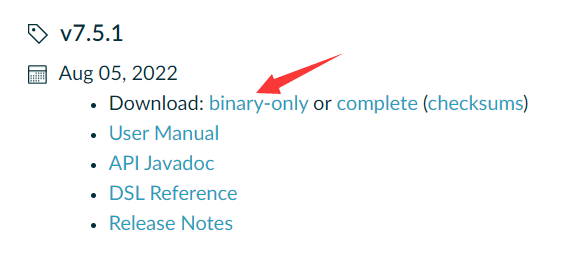 v7.5.1
Aug 05, 2022
• Download: binary-only or complete (checksums)
• User Manual
• API Javadoc
• DSL Reference
• Release Notes